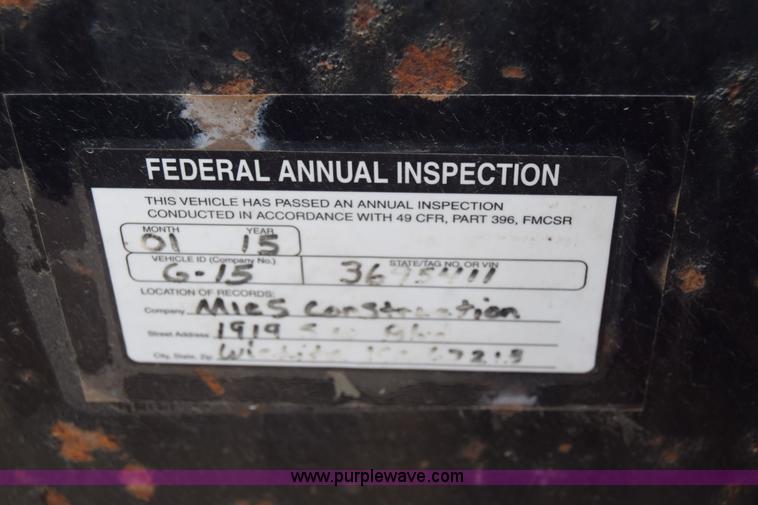 FEDERAL ANNUAL INSPECTION
THIS VEHICLE HAS PASSED AN ANNUAL INSPECTION
CONDUCTED IN ACCORDANCE WITH 49 CFR, PART 396, FMCSR
MONTH YEAR
01 15
VEHICLE ID (Company No.) STATE/TAG NO. OR VIN
G-15
LOCATION OF RECORDS:
Company Mies Construction
Street Address 1919
City, State, Zip Wichita
www.purplewave.com